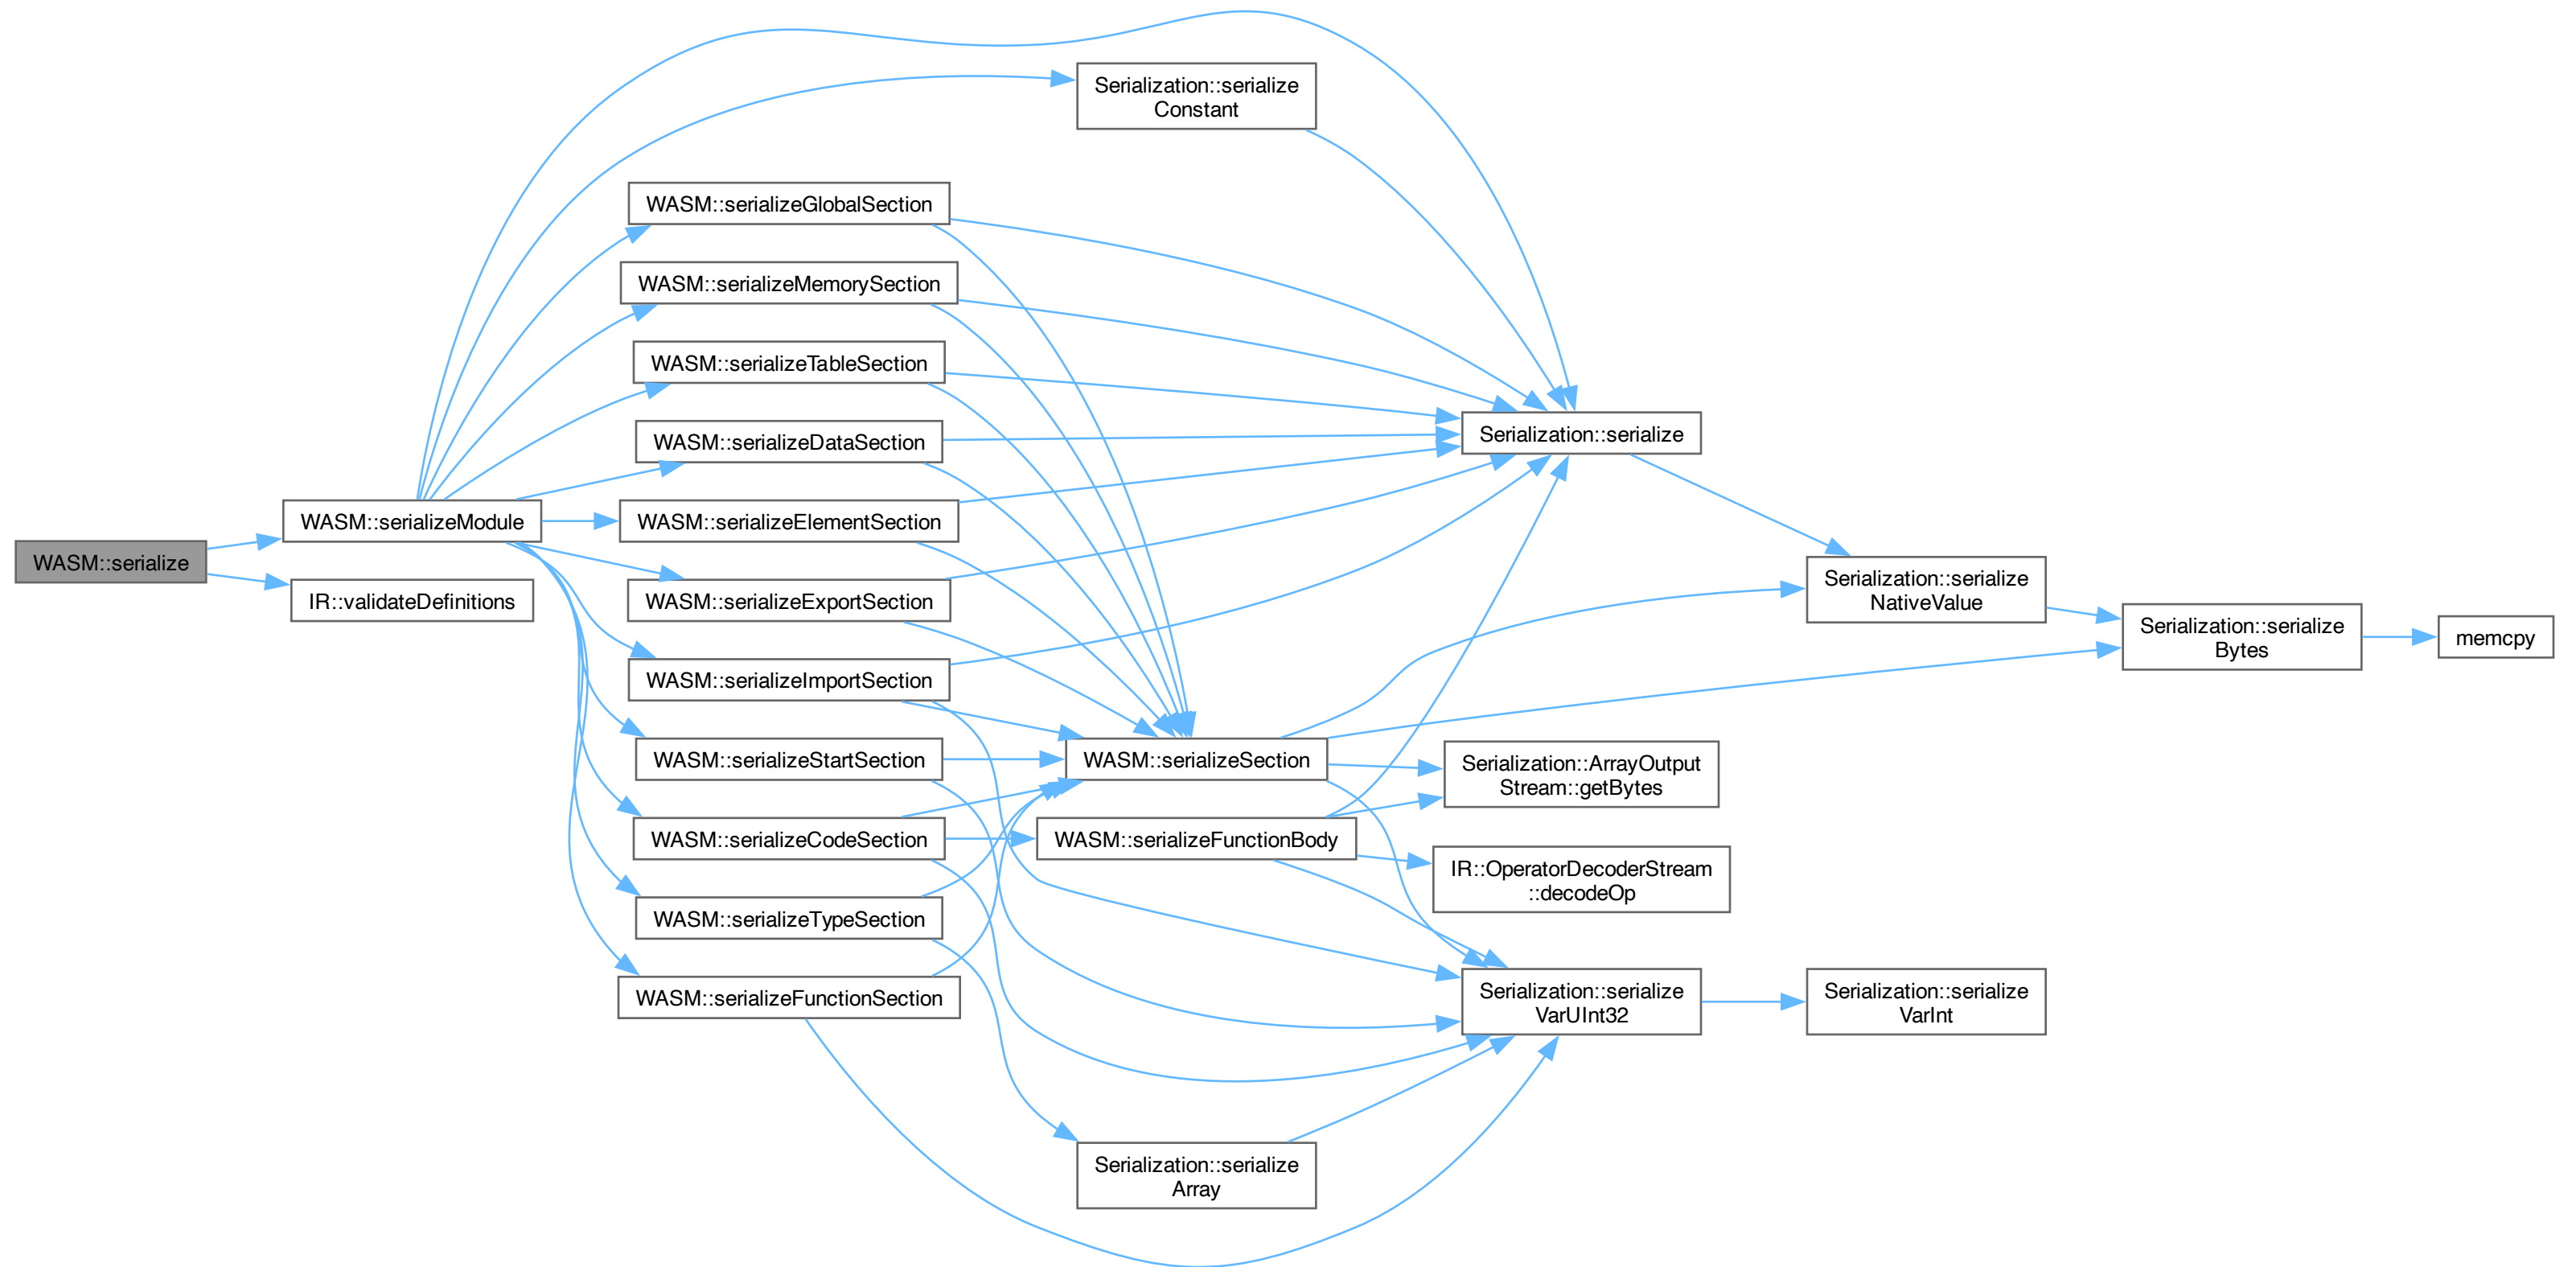 WASM::serialize
WASM::serializeModule
IR::validateDefinitions
WASM::serializeGlobalSection
WASM::serializeMemorySection
WASM::serializeTableSection
WASM::serializeDataSection
WASM::serializeElementSection
WASM::serializeExportSection
WASM::serializeImportSection
WASM::serializeStartSection
WASM::serializeCodeSection
WASM::serializeTypeSection
WASM::serializeFunctionSection
Serialization::serialize
Constant
WASM::serializeSection
WASM::serializeFunctionBody
Serialization::serialize
Array
Serialization::serialize
Serialization::ArrayOutput
Stream::getBytes
IR::OperatorDecoderStream
::decodeOp
Serialization::serialize
VarUInt32
Serialization::serialize
NativeValue
Serialization::serialize
VarInt
Serialization::serialize
Bytes
memcpy